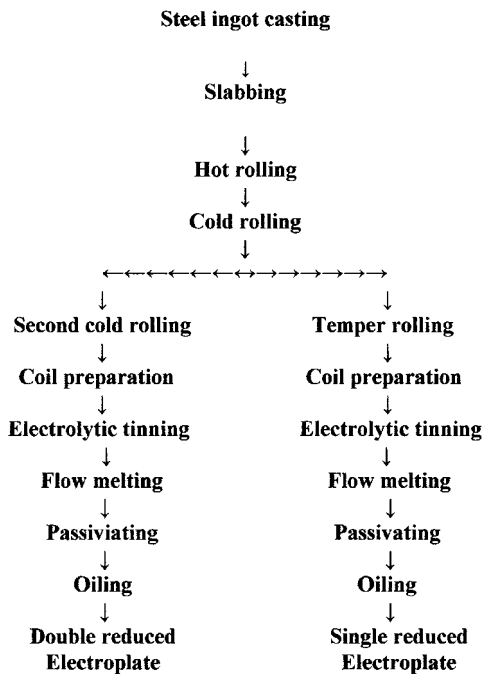 Steel ingot casting
↓
Slabbing
↓
Hot rolling
↓
Cold rolling
↓
←←←←←←↔→→→→→→
↓ ↓
Second cold rolling Temper rolling
↓ ↓
Coil preparation Coil preparation
↓ ↓
Electrolytic tinning Electrolytic tinning
↓ ↓
Flow melting Flow melting
↓ ↓
Passiviating Passivating
↓ ↓
Oiling Oiling
↓ ↓
Double reduced Single reduced
Electroplate Electroplate